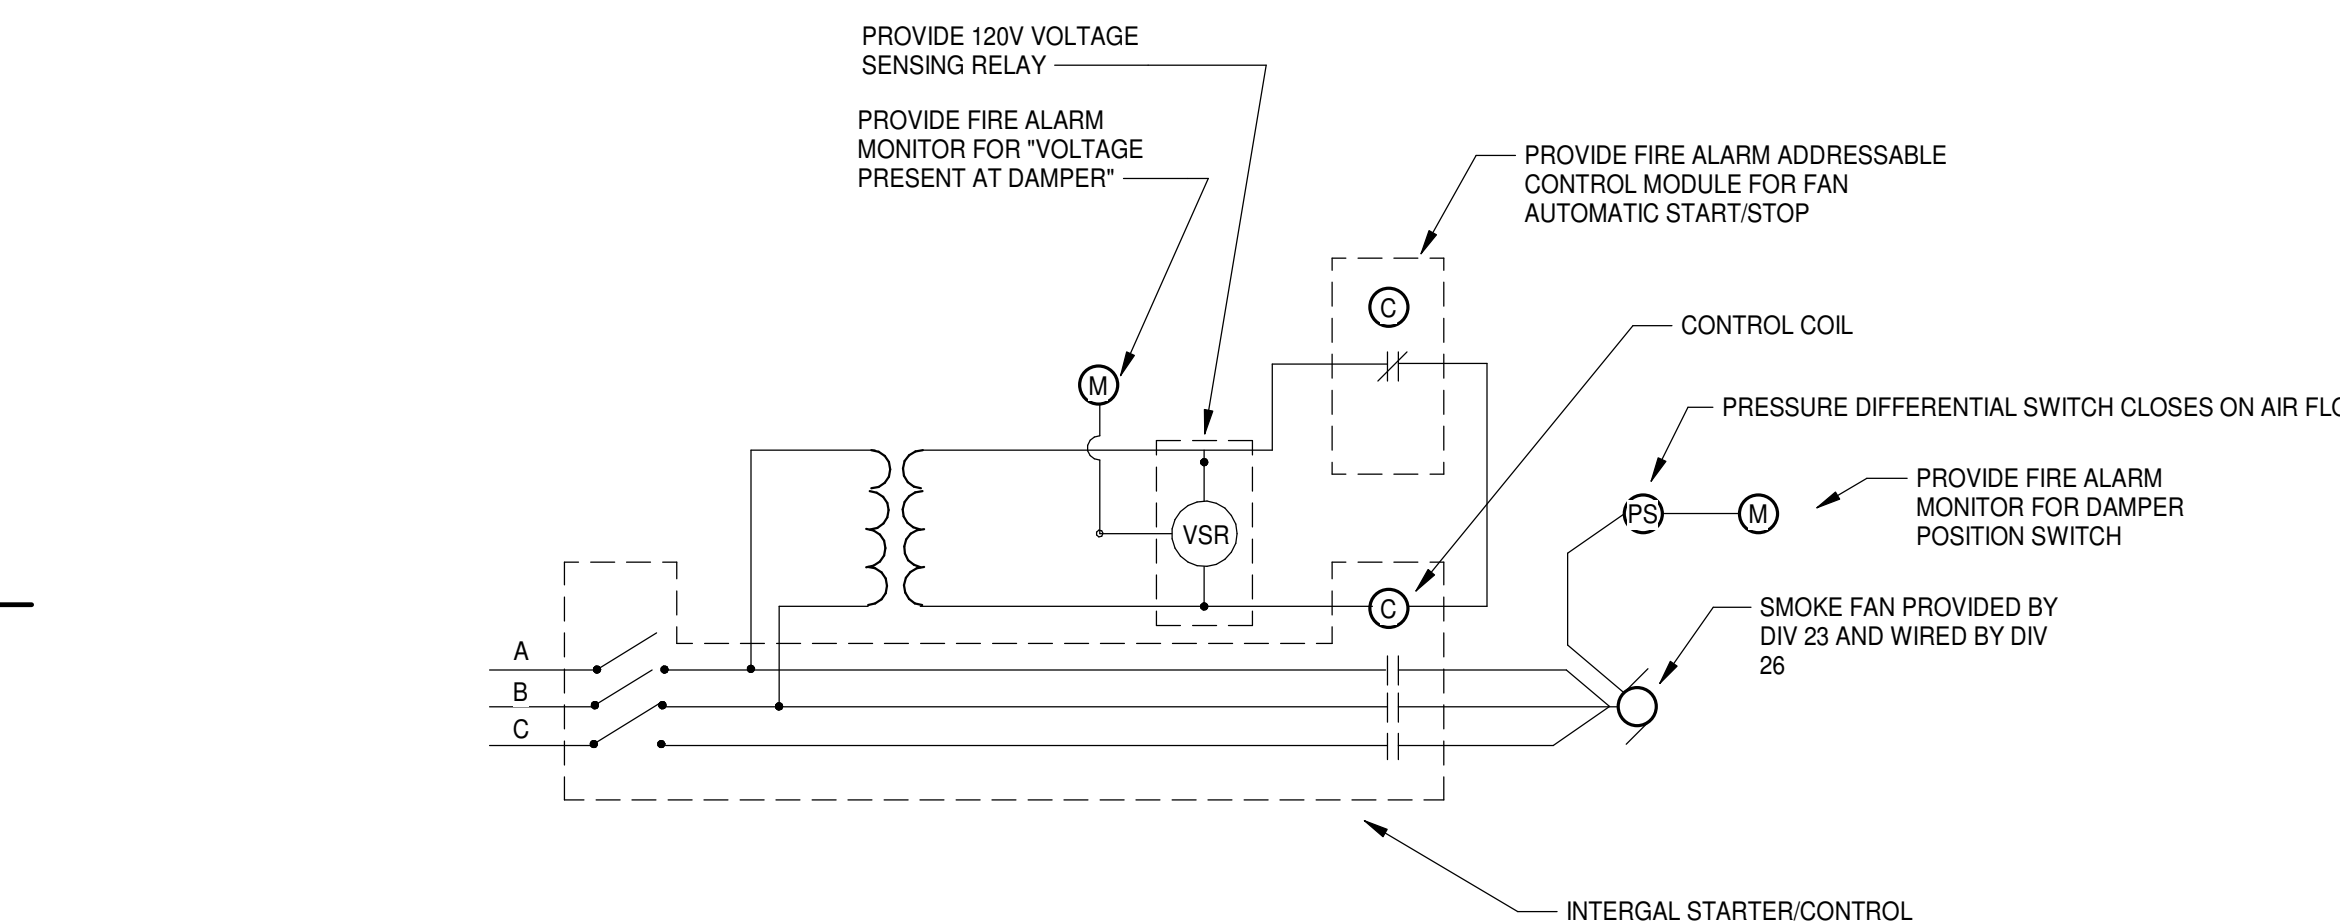 PROVIDE 120V VOLTAGE
SENSING RELAY
PROVIDE FIRE ALARM
MONITOR FOR "VOLTAGE
PRESENT AT DAMPER"
PROVIDE FIRE ALARM ADDRESSABLE
CONTROL MODULE FOR FAN
AUTOMATIC START/STOP
C
CONTROL COIL
M
PRESSURE DIFFERENTIAL SWITCH CLOSES ON AIR FLO
PROVIDE FIRE ALARM
MONITOR FOR DAMPER
POSITION SWITCH
PS
M
VSR
C
SMOKE FAN PROVIDED BY
DIV 23 AND WIRED BY DIV
26
A
B
C
INTERGAL STARTER/CONTROL